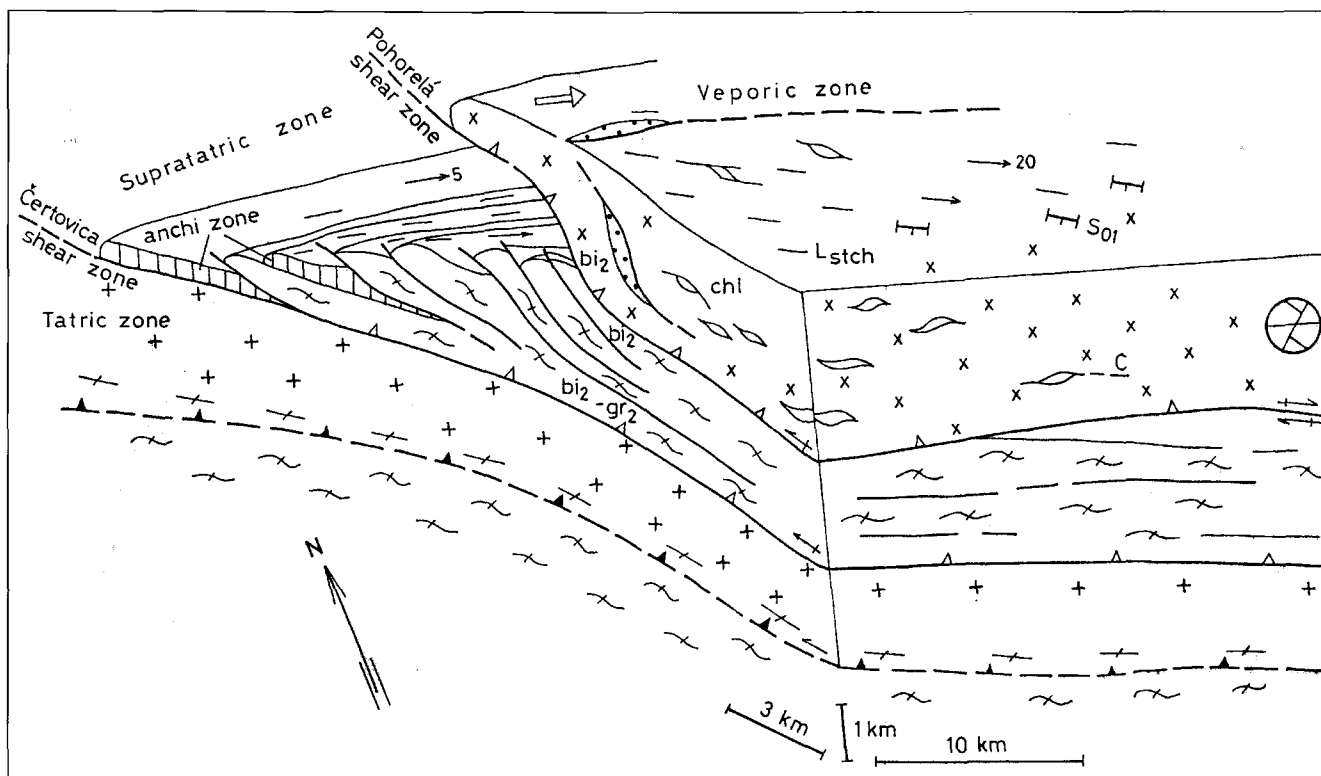 Pohorelá
shear zone
Veporic zone
Supratatric zone
20
5
Čertovica
shear zone
anchi zone
S01
Lstch
bi2
chl
Tatric zone
bi2
C
bi2-gr2
N
3 km
1 km
10 km